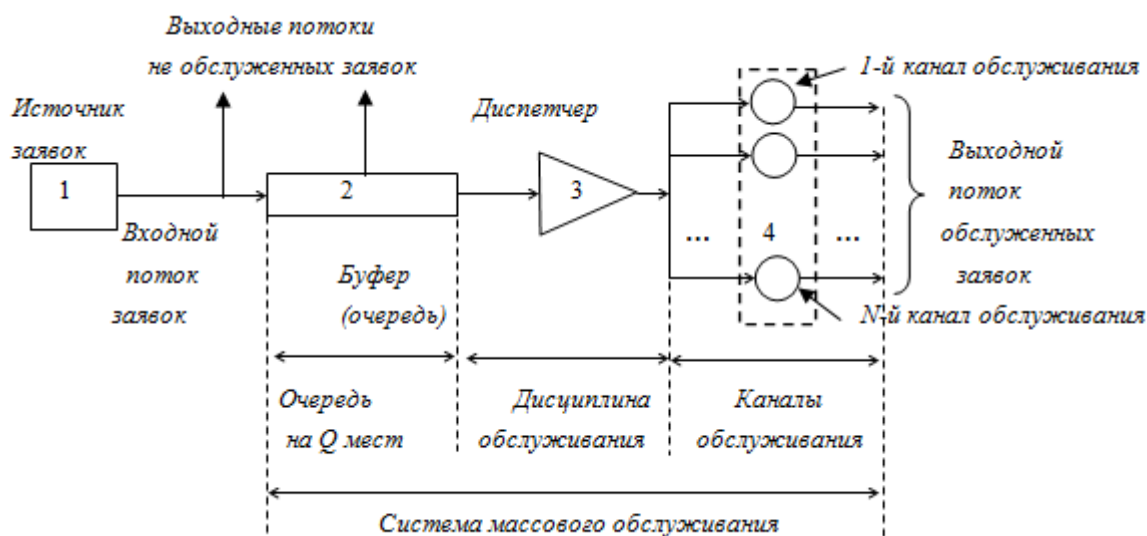 Выходные потоки
не обслуженных заявок
1-й канал обслуживания
Источник
заявок
Диспетчер
1
2
3
4
Выходной
поток
обслуженных
заявок
Входной
поток
заявок
... ...
Буфер
(очередь)
N-й канал обслуживания
Очередь
на Q мест
Дисциплина
обслуживания
Каналы
обслуживания
Система массового обслуживания